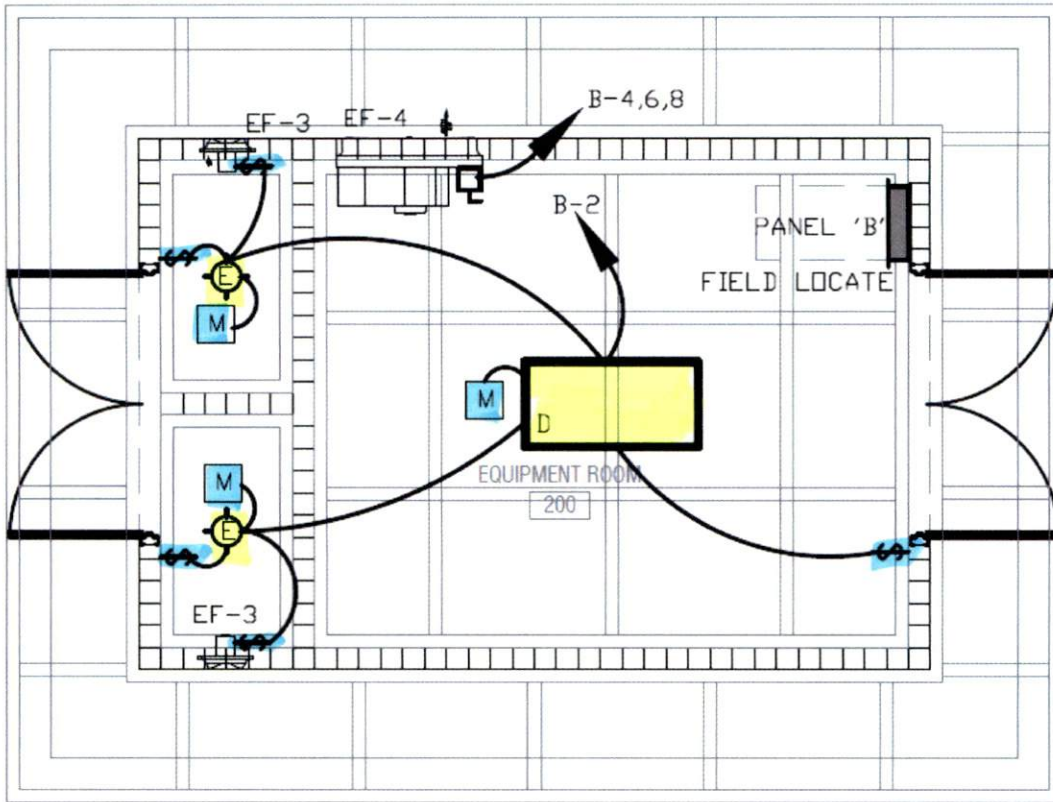 EF-3
EF-4
B-4,6,8
B-2
PANEL 'B'
FIELD LOCATE
E
M
M
D
EQUIPMENT ROOM
200
M
E
EF-3
$
$
$
$
$